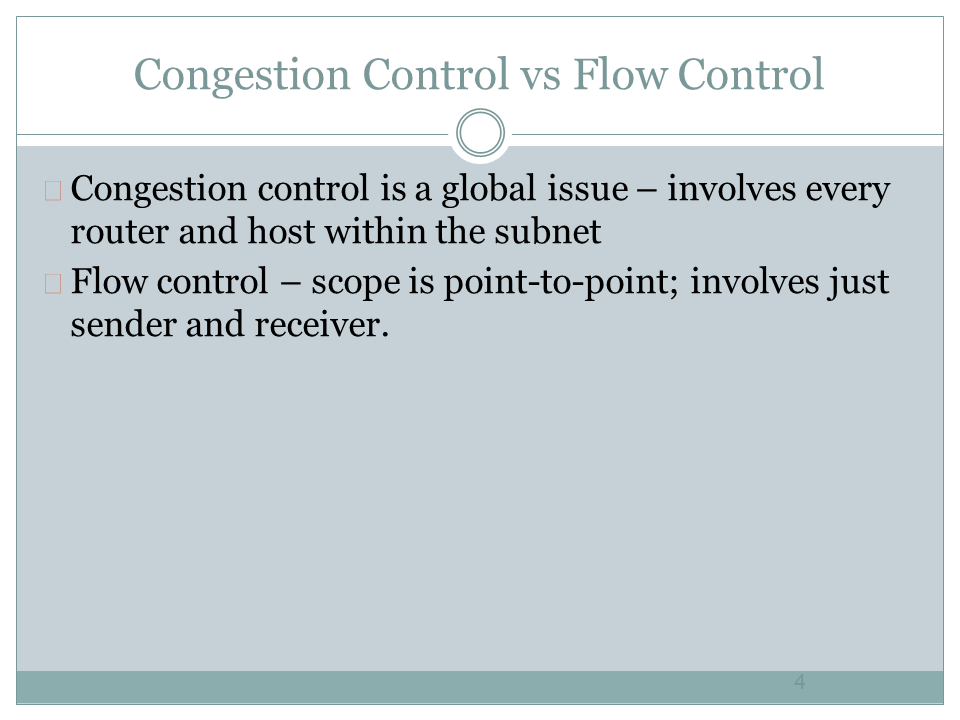 Congestion Control vs Flow Control
Congestion control is a global issue – involves every
router and host within the subnet
Flow control – scope is point-to-point; involves just
sender and receiver.
4